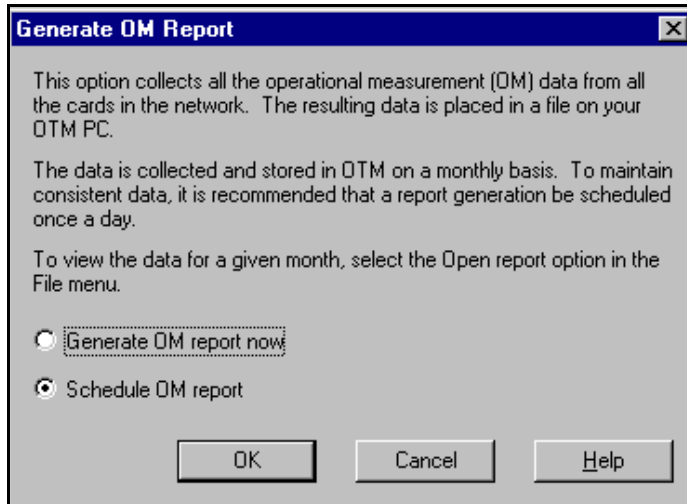 Generate OM Report
This option collects all the operational measurement (OM) data from all
the cards in the network. The resulting data is placed in a file on your
OTM PC.
The data is collected and stored in OTM on a monthly basis. To maintain
consistent data, it is recommended that a report generation be scheduled
once a day.
To view the data for a given month, select the Open report option in the
File menu.
Generate OM report now
Schedule OM report
OK Cancel Help